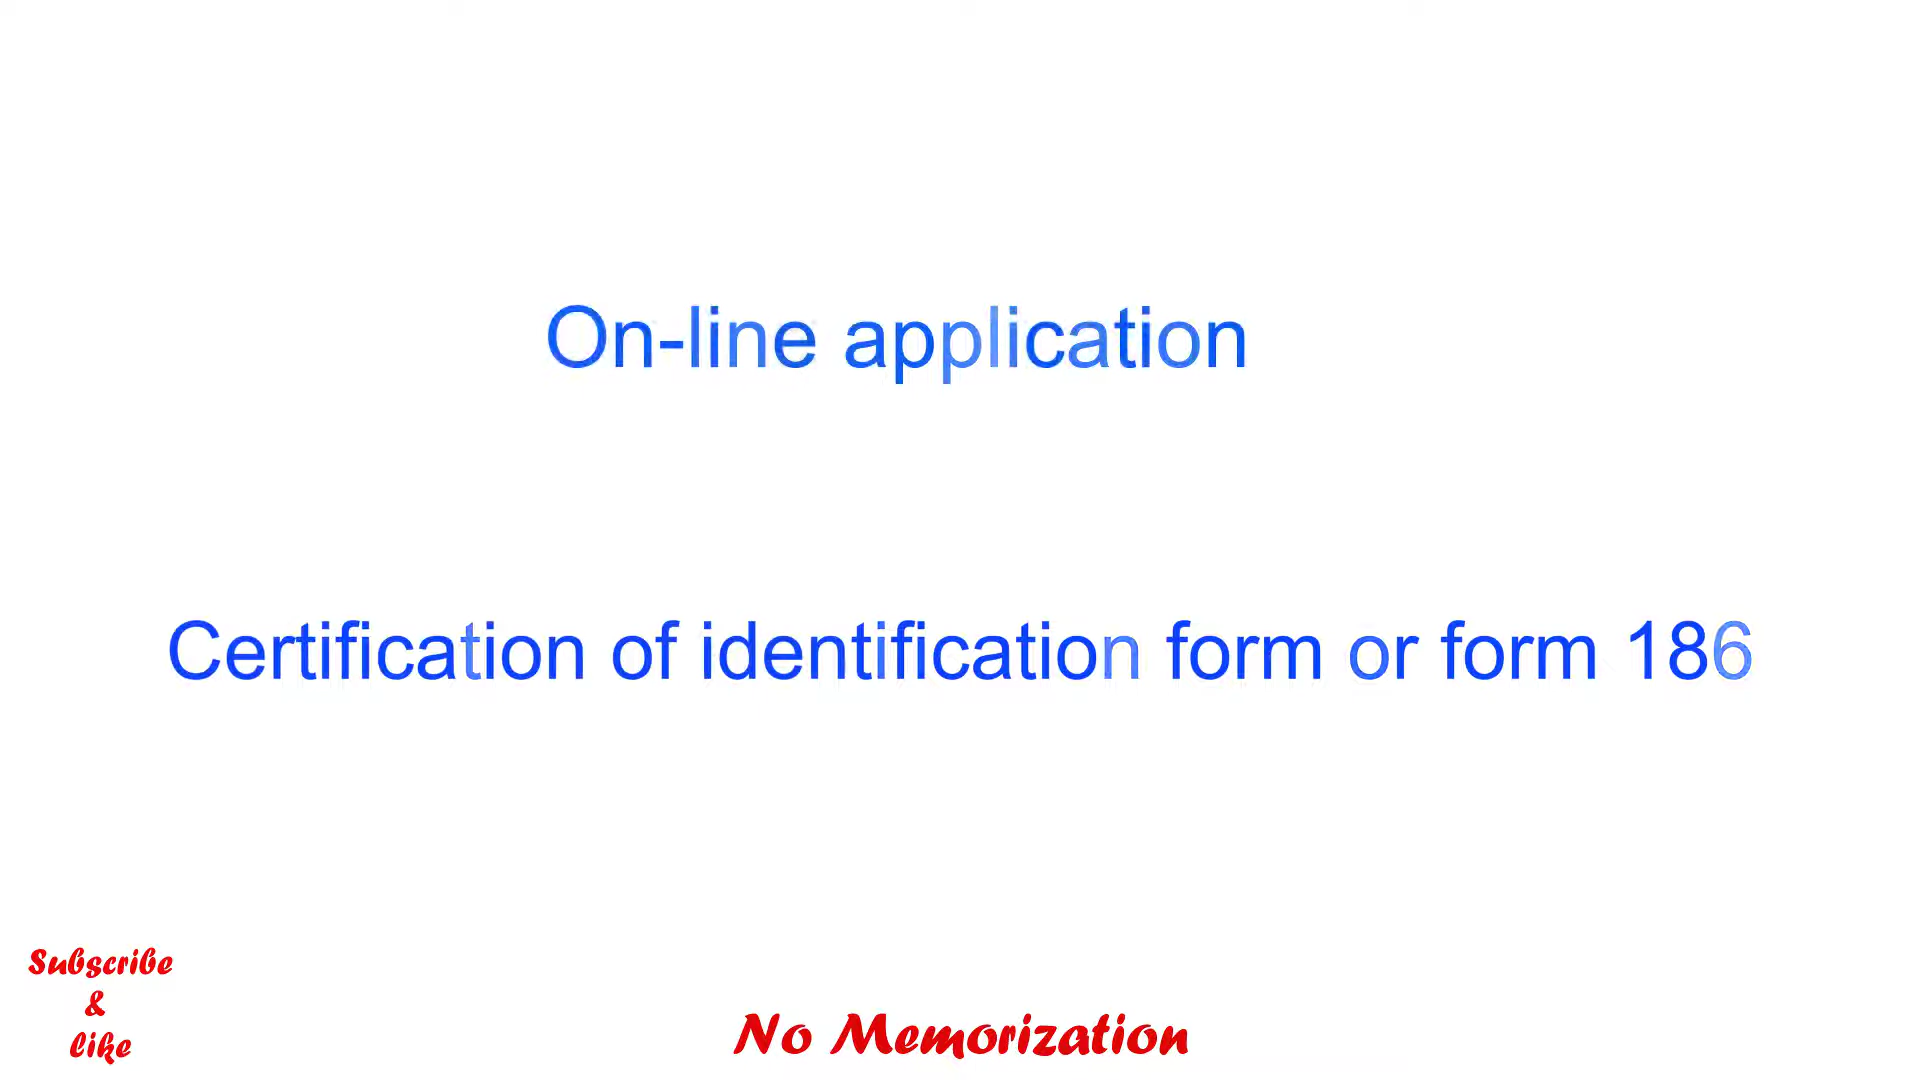 On-line application
Certification of identification form or form 186
Subscribe
&
like
No Memorization